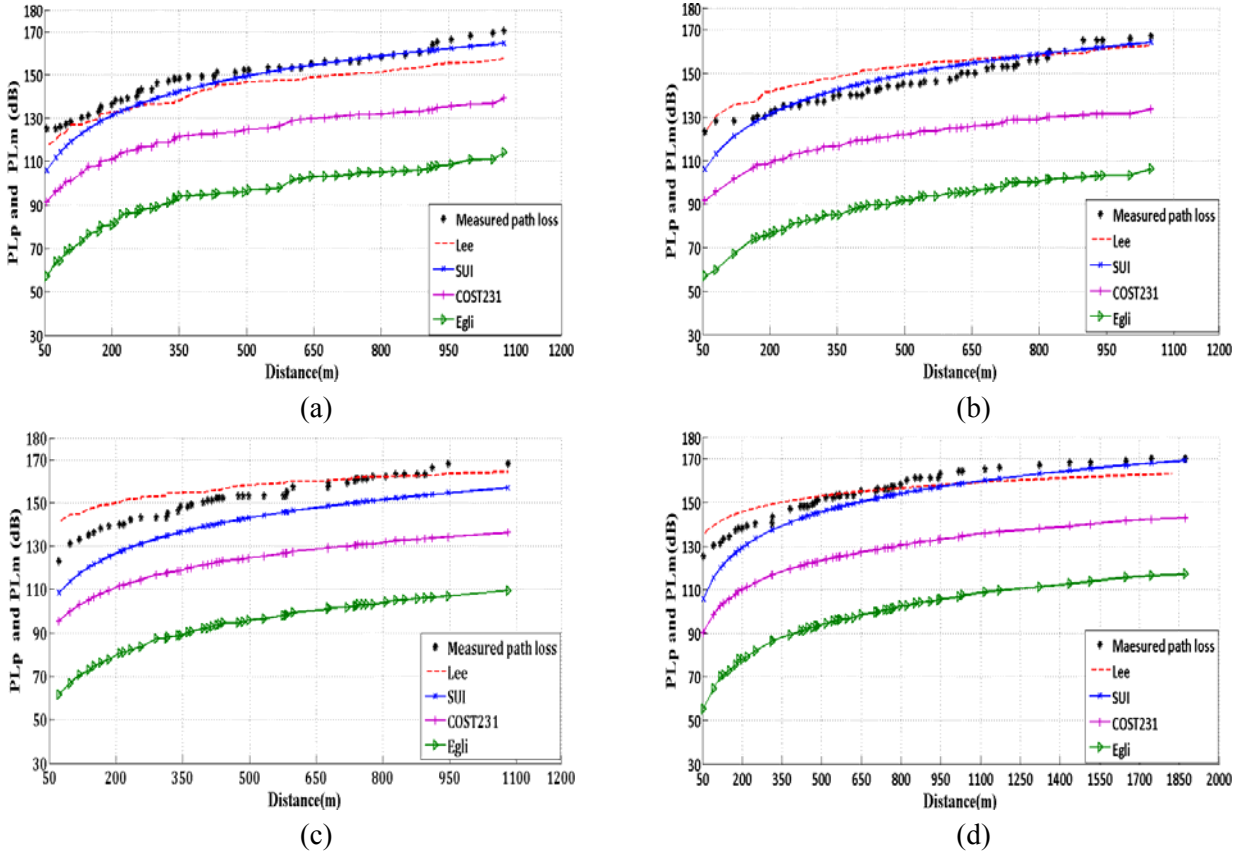 180
170
150
130
110
90
70
50
30
PLp and PLm (dB)
Measured path loss
Lee
SUI
COST231
Egli
50 200 350 500 650 800 950 1100 1200
Distance(m)
(a)
180
170
150
130
110
90
70
50
30
PLp and PLm(dB)
Measured path loss
Lee
SUI
COST231
Egli
50 200 350 500 650 800 950 1100 1200
Distance(m)
(b)
180
170
150
130
110
90
70
50
30
PLp and PLm (dB)
Measured path loss
Lee
SUI
COST231
Egli
50 200 350 500 650 800 950 1100 1200
Distance(m)
(c)
180
170
150
130
110
90
70
50
30
PLp and PLm(dB)
Maesured path loss
Lee
SUI
COST231
Egli
50 200 350 500 650 800 950 1100 1250 1400 1550 1700 1850 2000
Distance(m)
(d)